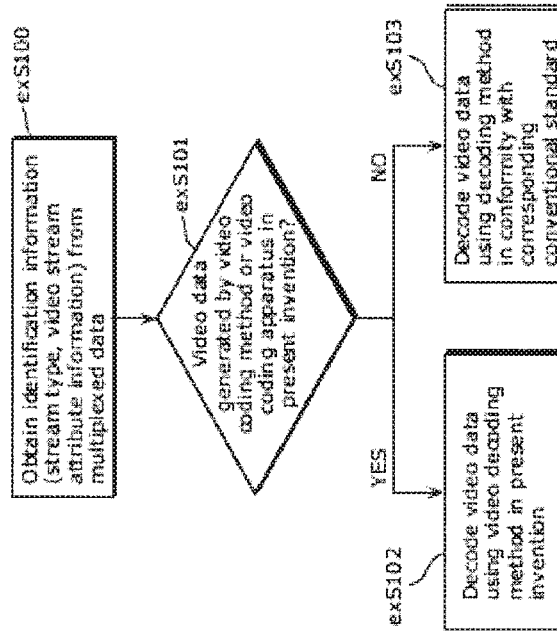 exS100
Obtain identification information
(stream type, video stream
attribute information) from
multiplexed data
exS101
Video data
generated by video
coding method or video
coding apparatus in
present invention?
YES
NO
exS102
Decode video data
using video decoding
method in present
invention
exS103
Decode video data
using decoding method
in conformity with
corresponding
conventional standard